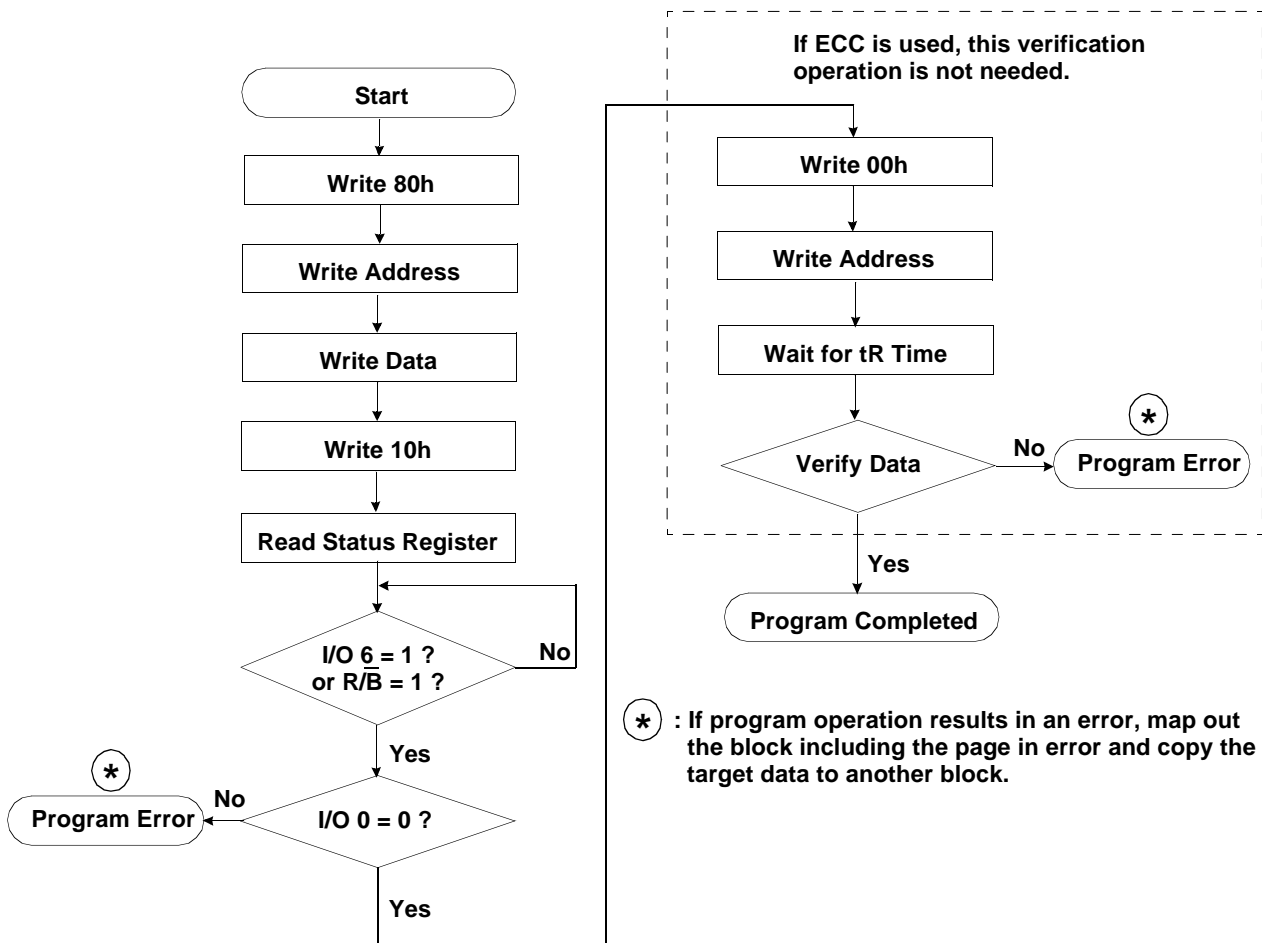 Start
Write 80h
Write Address
Write Data
Write 10h
Read Status Register
I/O 6 = 1 ?
or R/B̅ = 1 ?
No
Yes
*
Program Error
No
I/O 0 = 0 ?
Yes
If ECC is used, this verification
operation is not needed.
Write 00h
Write Address
Wait for tR Time
Verify Data
No
*
Program Error
Yes
Program Completed
* : If program operation results in an error, map out
the block including the page in error and copy the
target data to another block.